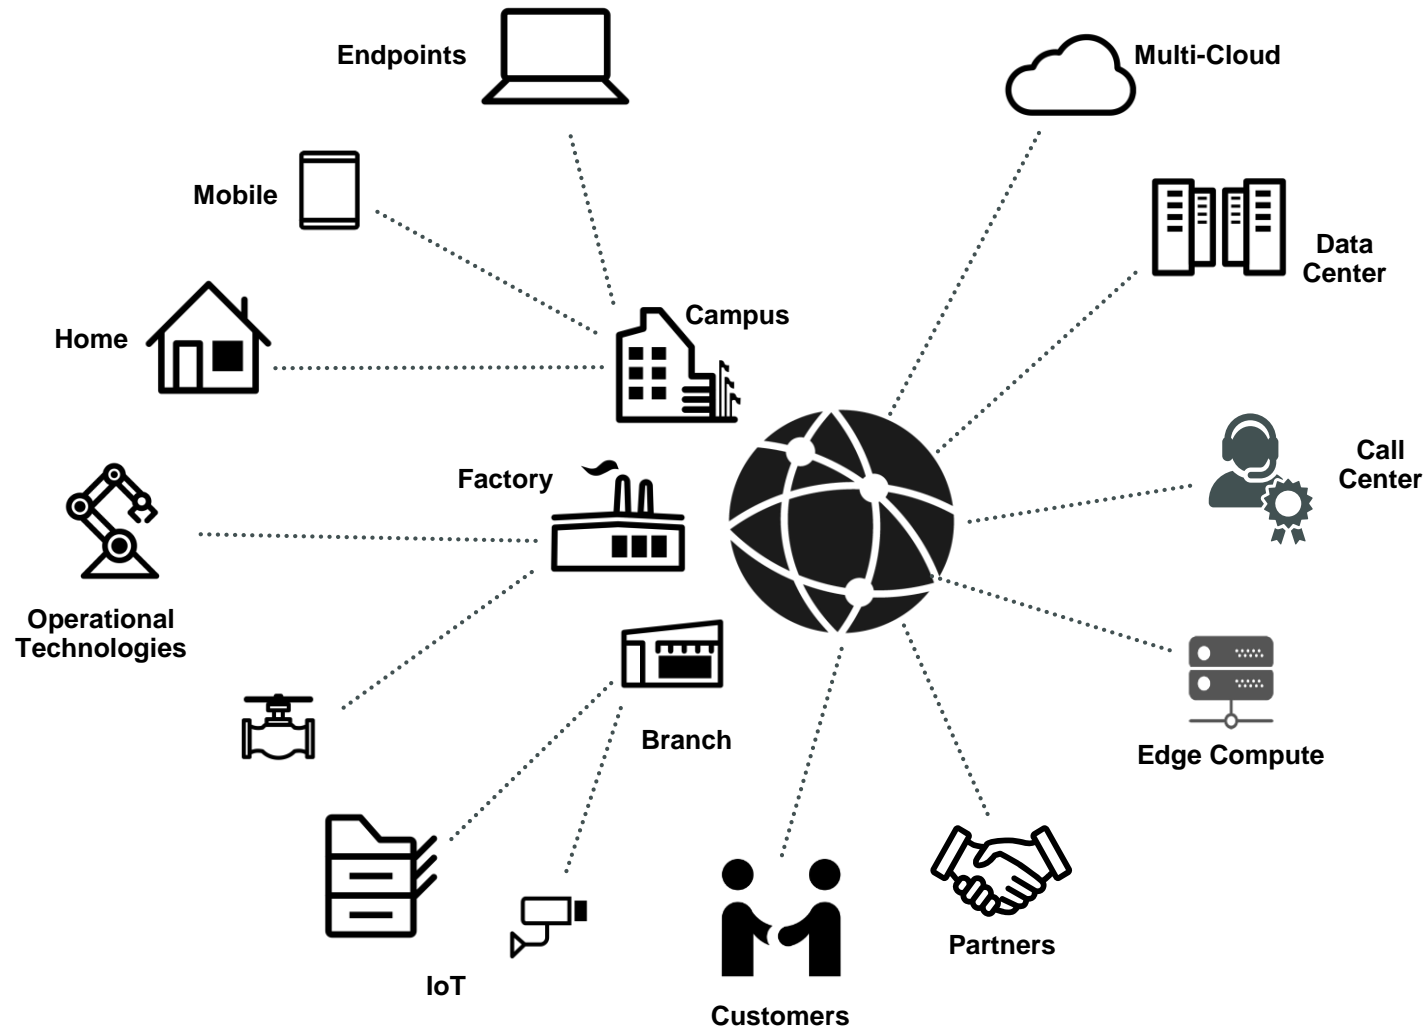 Endpoints
Multi-Cloud
Mobile
Data
Center
Home
Campus
Factory
Call
Center
Operational
Technologies
Branch
Edge Compute
Partners
IoT
Customers